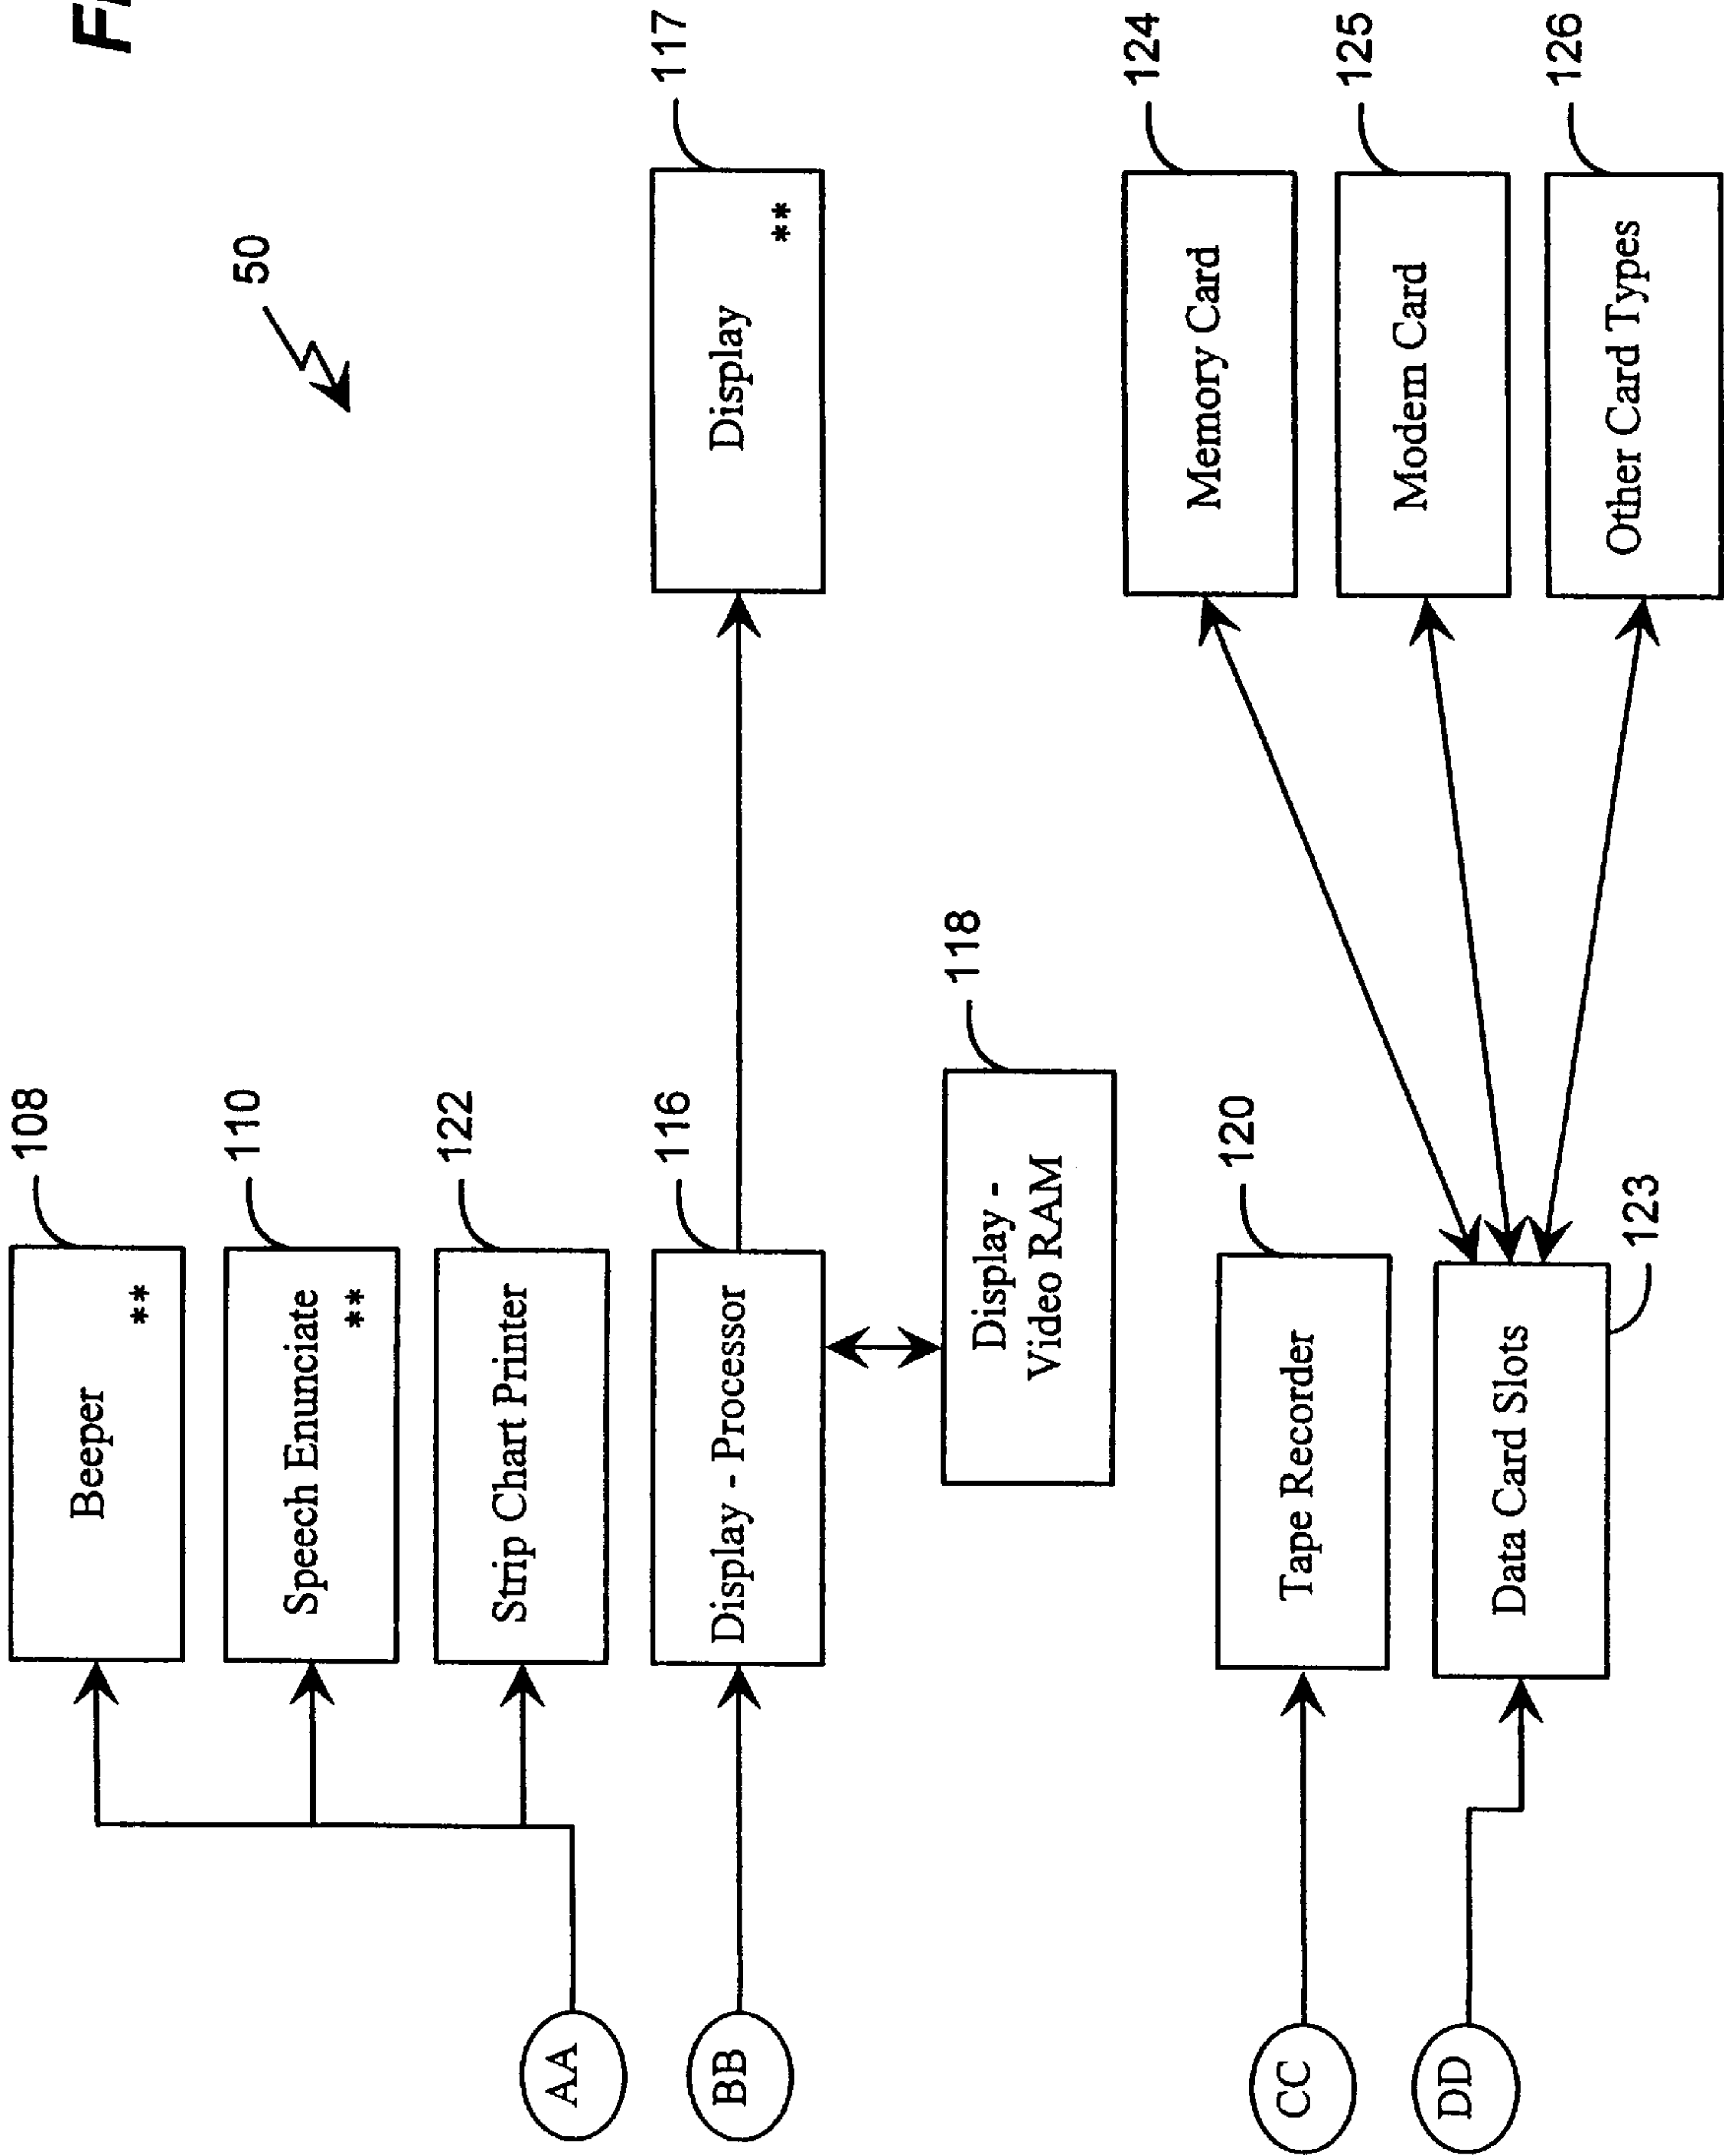 108
Beeper
**
50
110
Speech Enunciate
**
122
Strip Chart Printer
AA
116
117
Display - Processor
Display
**
BB
118
Display -
Video RAM
124
Memory Card
120
Tape Recorder
CC
125
Modem Card
Data Card Slots
DD
123
126
Other Card Types